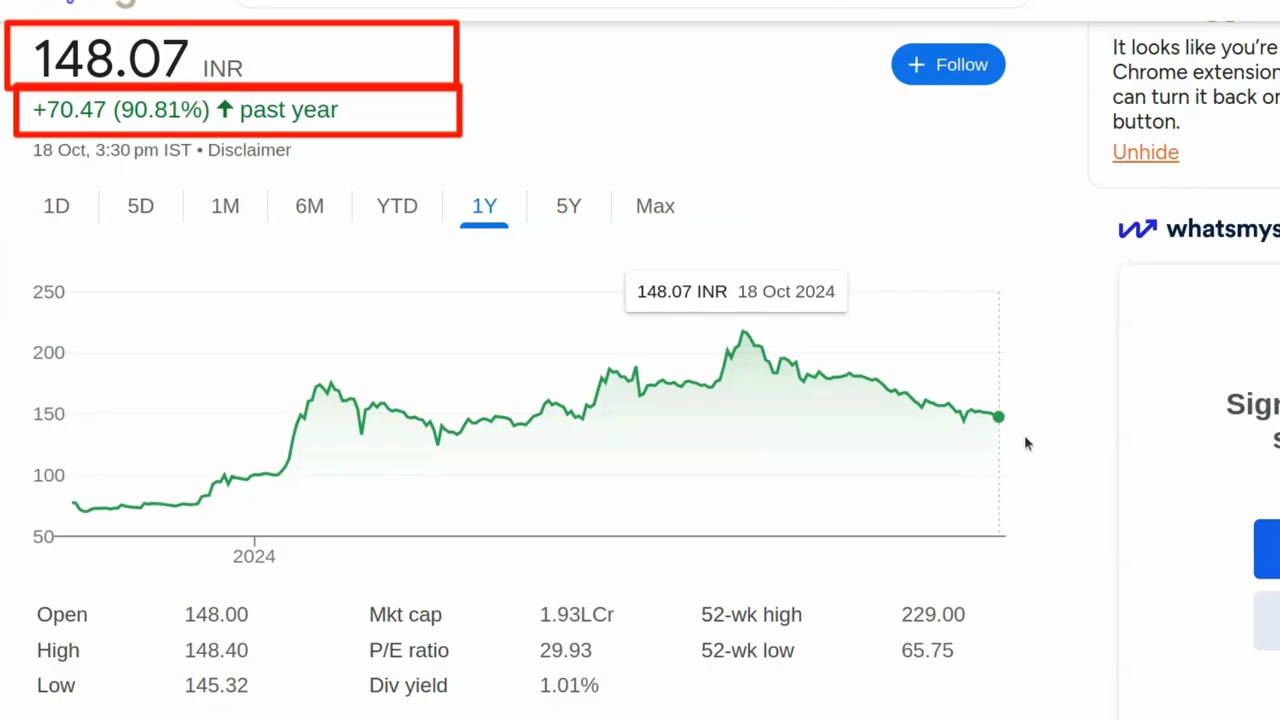 148.07 INR
+70.47 (90.81%) ↑ past year
18 Oct, 3:30 pm IST • Disclaimer
+ Follow
1D 5D 1M 6M YTD 1Y 5Y Max
148.07 INR 18 Oct 2024
250
200
150
100
50
2024
Open 148.00 Mkt cap 1.93LCr 52-wk high 229.00
High 148.40 P/E ratio 29.93 52-wk low 65.75
Low 145.32 Div yield 1.01%
It looks like you're
Chrome extension
can turn it back or
button.
Unhide
whatsmys
Sign
s